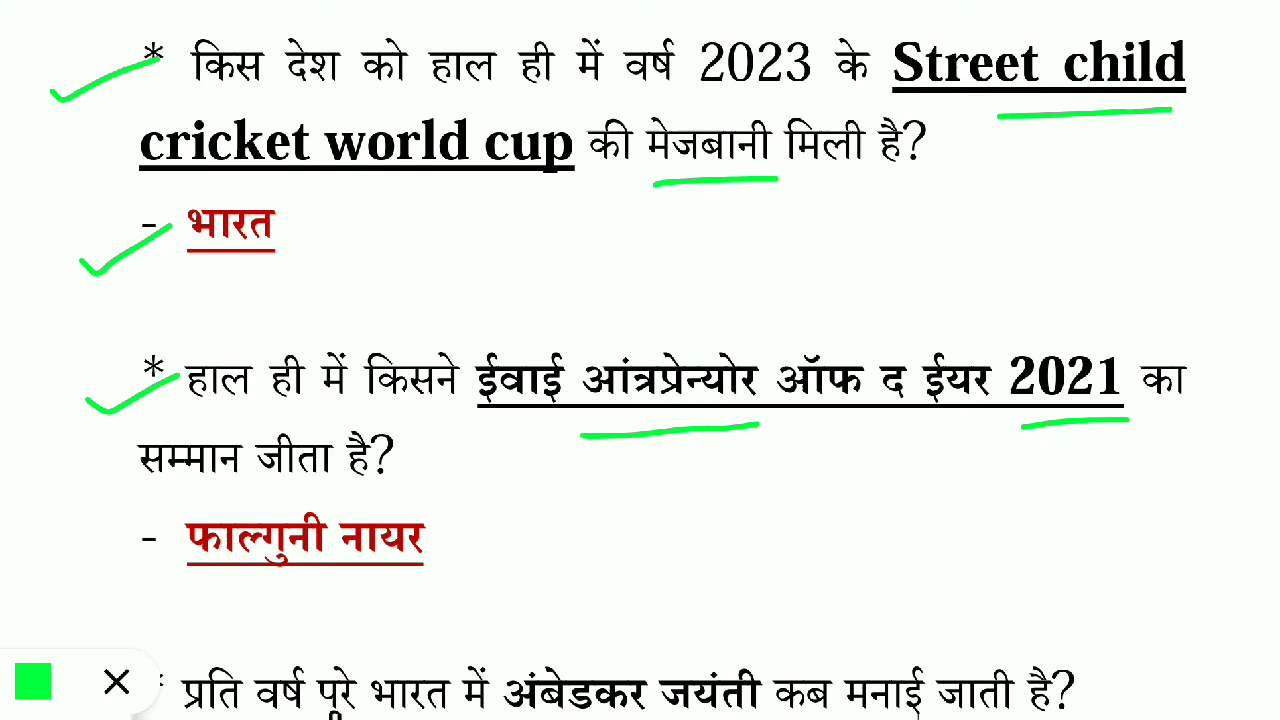 * किस देश को हाल ही में वर्ष 2023 के Street child
cricket world cup की मेजबानी मिली है?
- भारत
* हाल ही में किसने ईवाई आंत्रप्रेन्योर ऑफ द ईयर 2021 का
सम्मान जीता है?
- फाल्गुनी नायर
* प्रति वर्ष पूरे भारत में अंबेडकर जयंती कब मनाई जाती है?